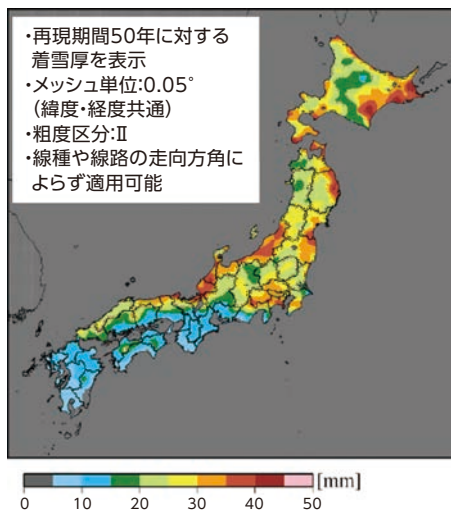 ・再現期間50年に対する
着雪厚を表示
・メッシュ単位:0.05°
（緯度・経度共通）
・粗度区分:Ⅱ
・線種や線路の走向方角に
よらず適用可能
[mm]
0 10 20 30 40 50